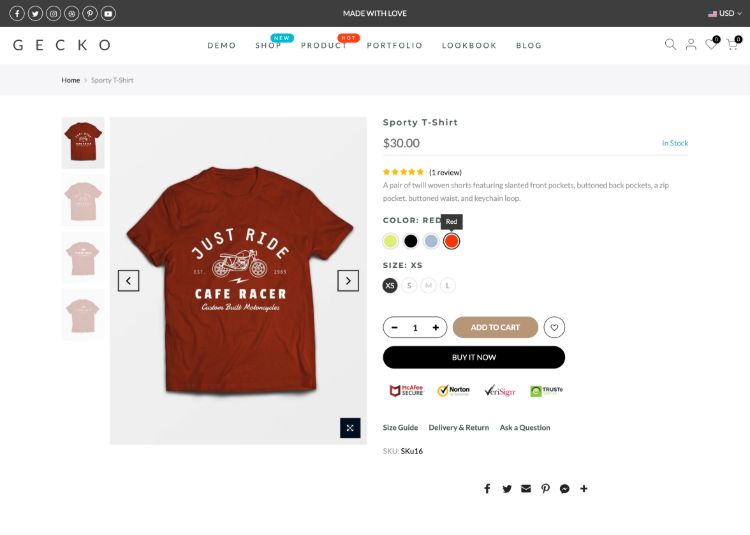 MADE WITH LOVE
USD
GECKO
DEMO
SHOP
NEW
PRODUCT
HOT
PORTFOLIO
LOOKBOOK
BLOG
0
0
Home > Sporty T-Shirt
JUST RIDE
EST.
1969
CAFE RACER
Custom Built Motorcycles
Sporty T-Shirt
$30.00
In Stock
(1 review)
A pair of twill woven shorts featuring slanted front pockets, buttoned back pockets, a zip
pocket, buttoned waist, and keychain loop.
COLOR: RED
Red
SIZE: XS
XS
S
M
L
− 1 +
ADD TO CART
BUY IT NOW
McAfee
SECURE
Norton
VeriSign
TRUSTe
Size Guide
Delivery & Return
Ask a Question
SKU: SKu16